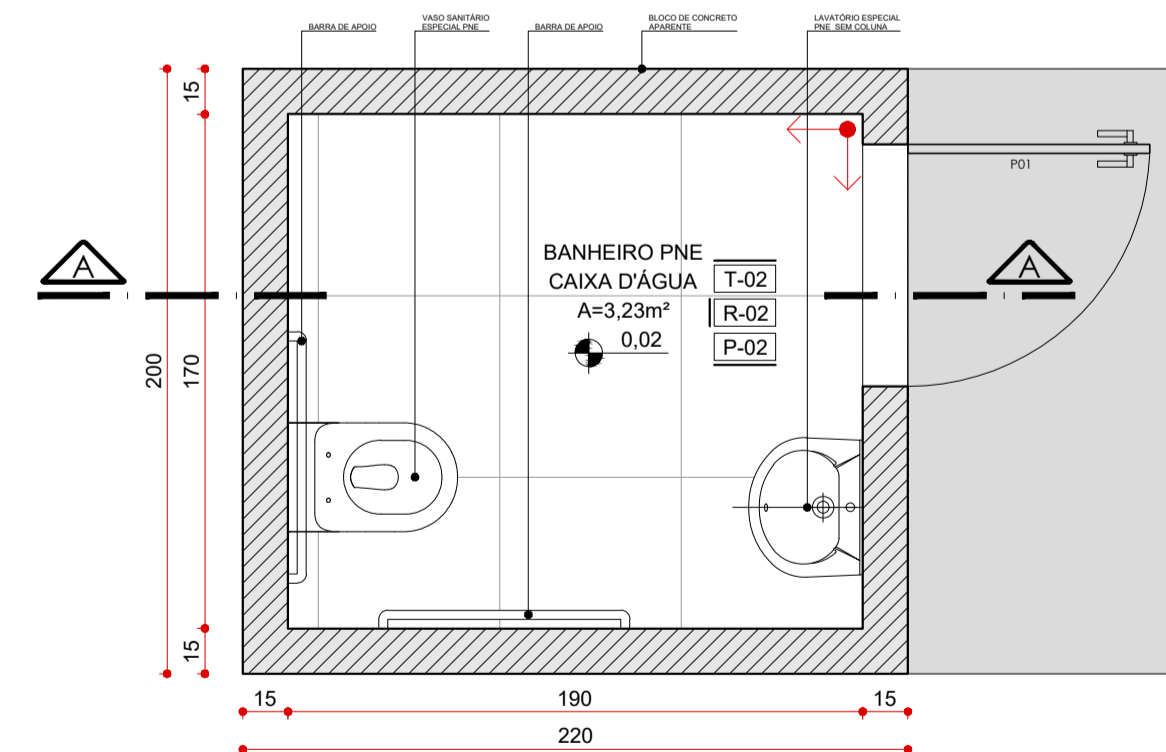 BARRA DE APOIO
VASO SANITÁRIO
ESPECIAL PNE
BARRA DE APOIO
BLOCO DE CONCRETO
APARENTE
LAVATÓRIO ESPECIAL
PNE SEM COLUNA
15
P01
A
A
BANHEIRO PNE
CAIXA D'ÁGUA
A=3,23m²
0,02
T-02
R-02
P-02
200
170
15
15
190
15
220